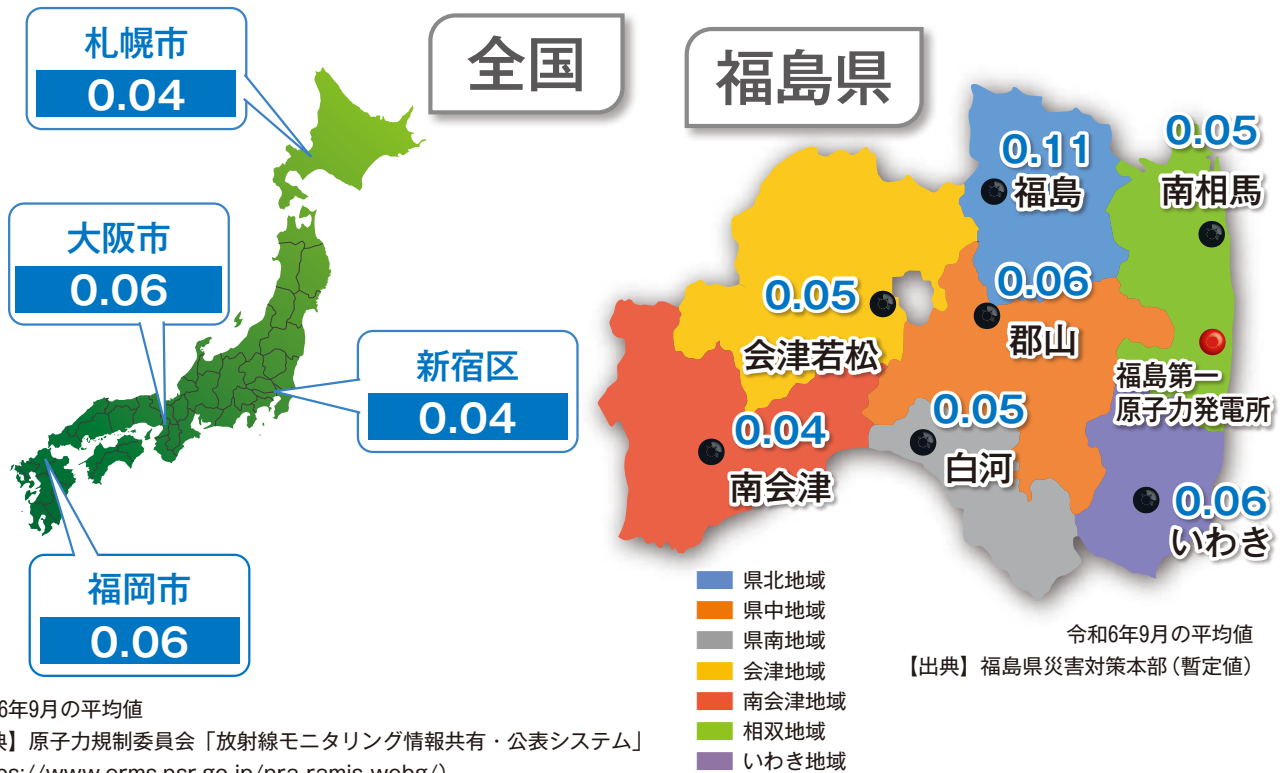 全国
札幌市
0.04
大阪市
0.06
新宿区
0.04
福岡市
0.06
6年9月の平均値
】原子力規制委員会「放射線モニタリング情報共有・公表システム」
福島県
0.11
福島
0.05
南相馬
0.05
会津若松
0.06
郡山
福島第一
原子力発電所
0.04
南会津
0.05
白河
0.06
いわき
県北地域
県中地域
県南地域
会津地域
南会津地域
相双地域
いわき地域
令和6年9月の平均値
【出典】福島県災害対策本部(暫定値)